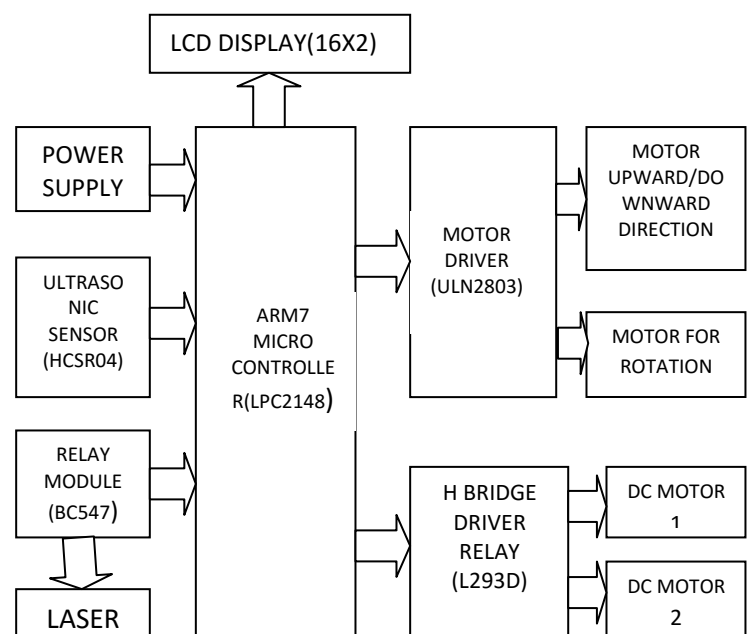 LCD DISPLAY(16X2)
POWER
SUPPLY
ULTRASO
NIC
SENSOR
(HCSR04)
RELAY
MODULE
(BC547)
LASER
ARM7
MICRO
CONTROLLE
R(LPC2148)
MOTOR
DRIVER
(ULN2803)
MOTOR
UPWARD/DO
WNWARD
DIRECTION
MOTOR FOR
ROTATION
H BRIDGE
DRIVER
RELAY
(L293D)
DC MOTOR
1
DC MOTOR
2